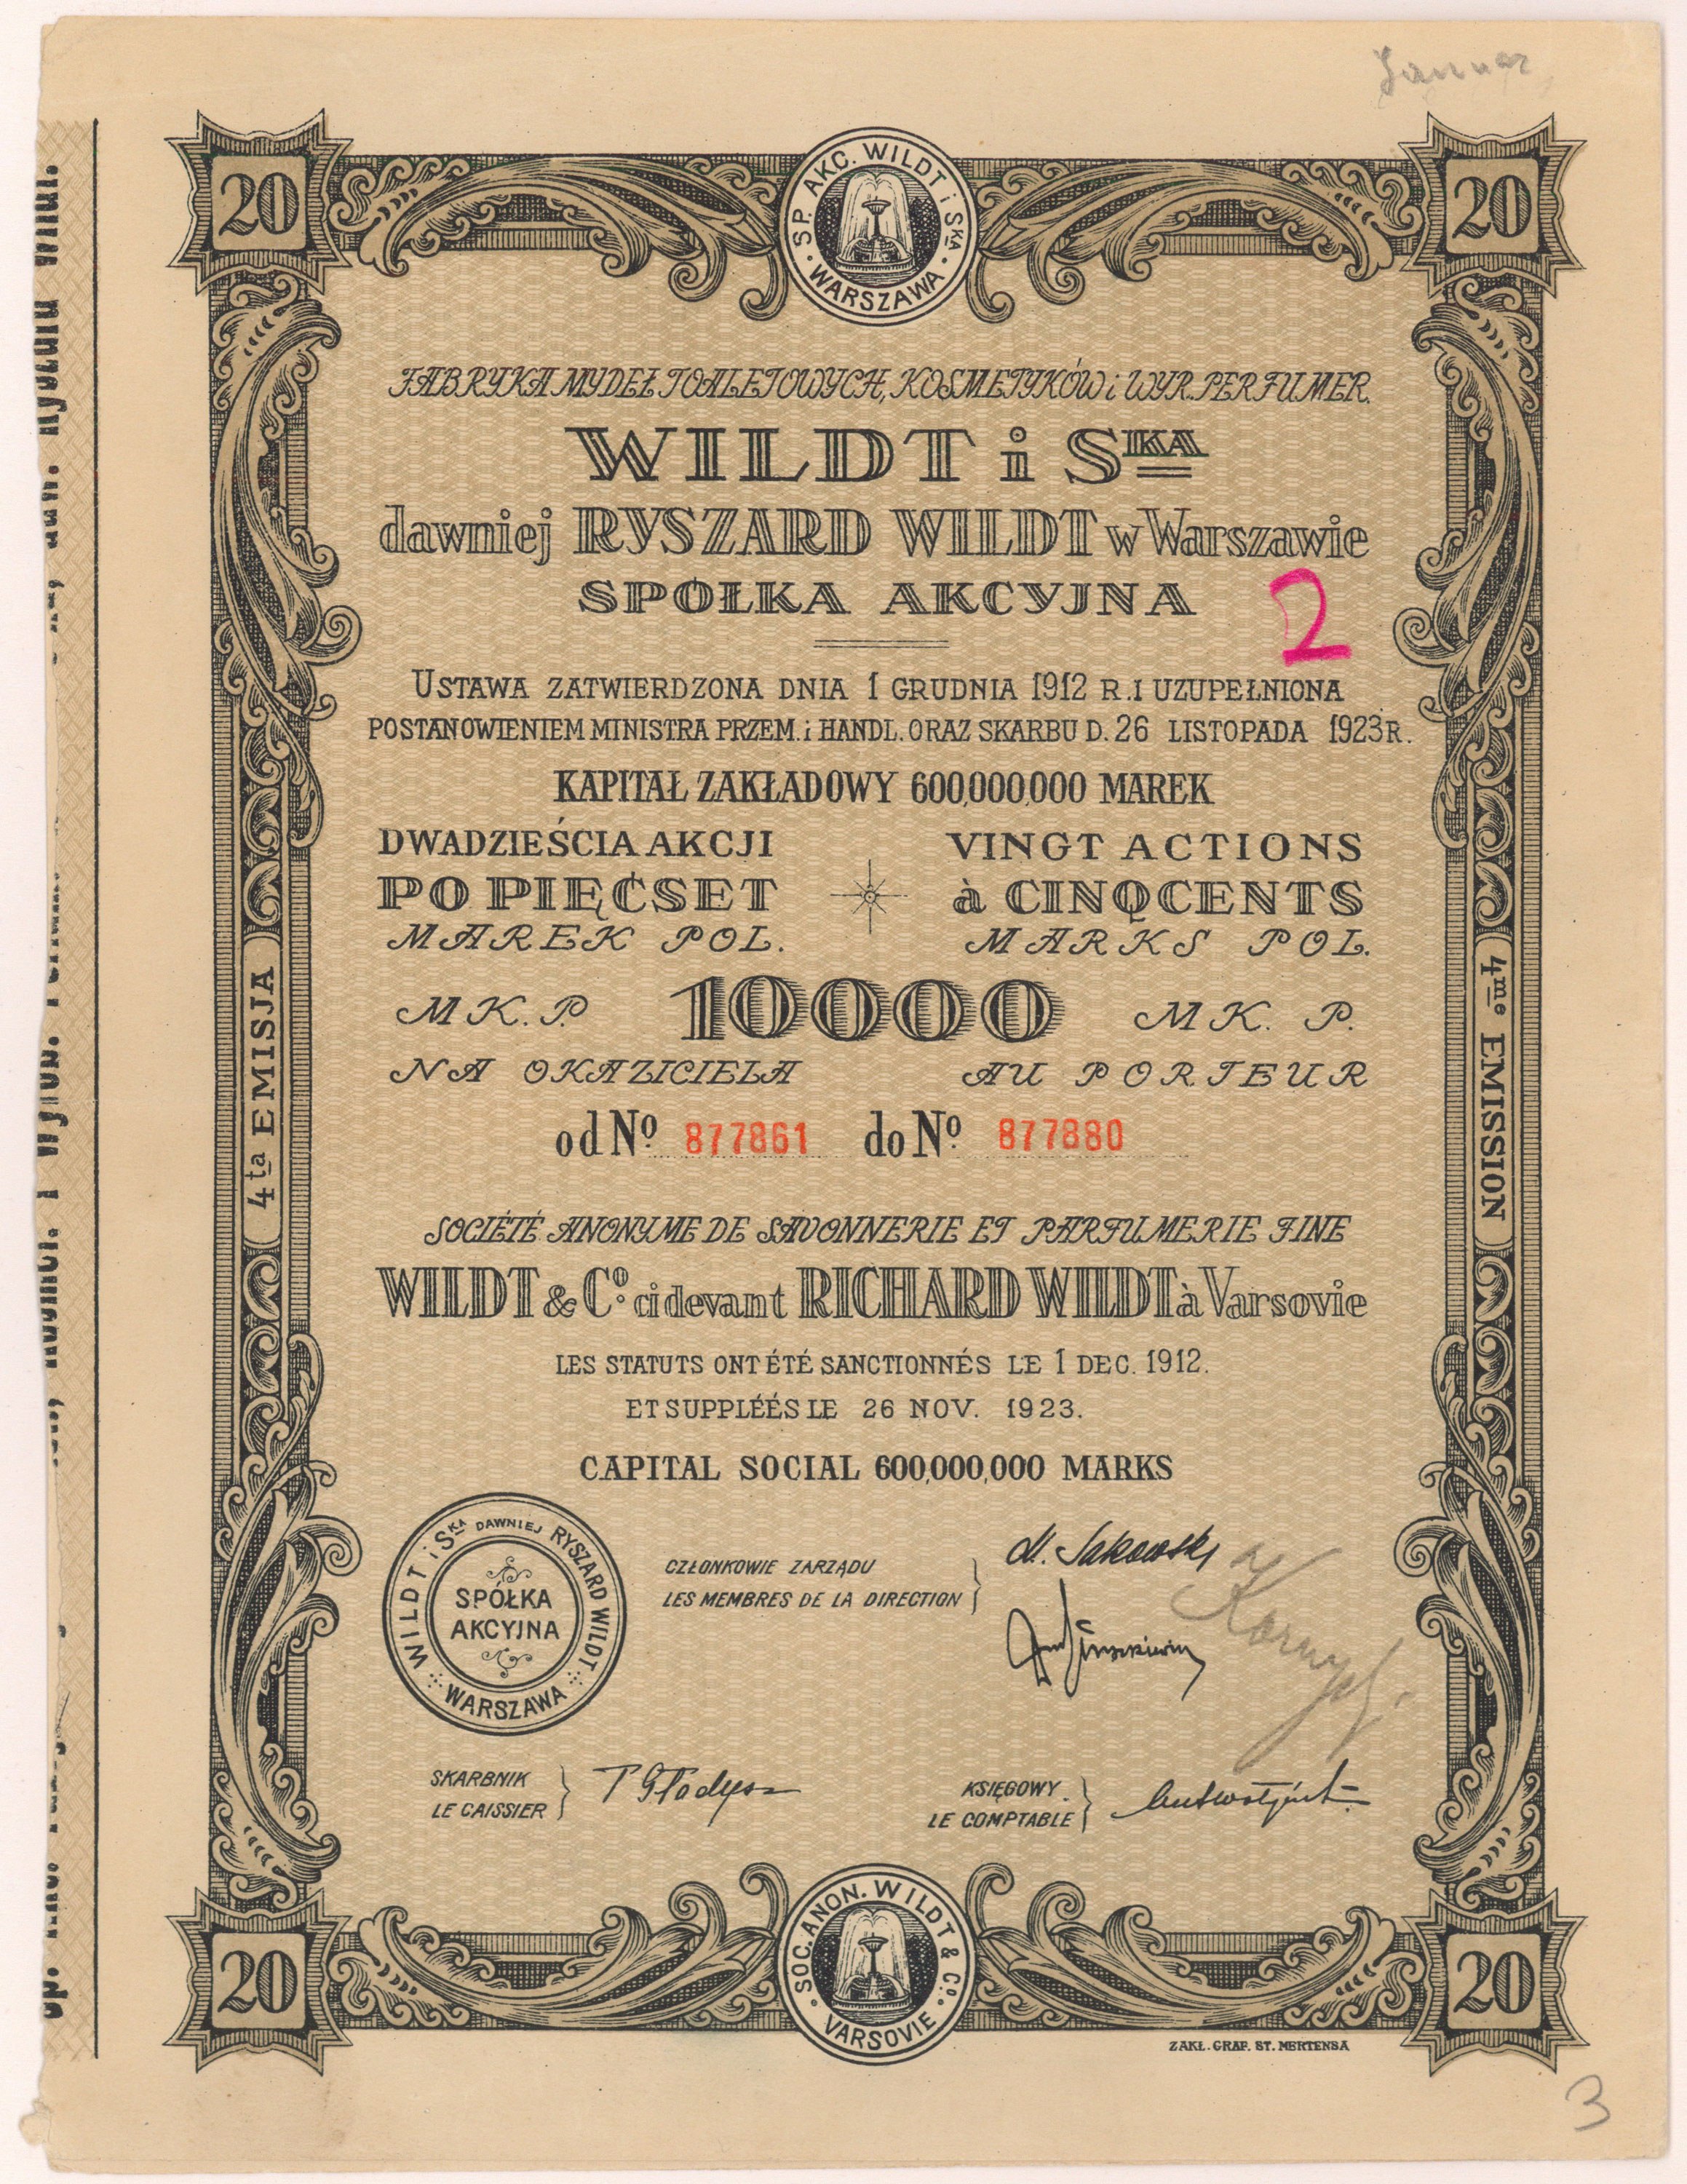 Januar
20
SP. AKC. WILDT i SKA · WARSZAWA ·
20
FABRYKA MYDEŁ TOALETOWYCH, KOSMETYKÓW i WYR. PERFUMER.
WILDT i SKA
dawniej RYSZARD WILDT w Warszawie
SPÓŁKA AKCYJNA
2
USTAWA ZATWIERDZONA DNIA 1 GRUDNIA 1912 R. I UZUPEŁNIONA
POSTANOWIENIEM MINISTRA PRZEM. i HANDL. ORAZ SKARBU D. 26 LISTOPADA 1923 R.
KAPITAŁ ZAKŁADOWY 600,000,000 MAREK
DWADZIEŚCIA AKCJI
PO PIĘĆSET
MAREK POL.
VINGT ACTIONS
à CINQCENTS
MARKS POL.
MK. P. 10000 MK. P.
NA OKAZICIELA
AU PORTEUR
od No 877861 do No 877880
4ta EMISJA
4me EMISSION
SOCIÉTÉ ANONYME DE SAVONNERIE ET PARFUMERIE FINE
WILDT & Co. ci devant RICHARD WILDT à Varsovie
LES STATUTS ONT ÉTÉ SANCTIONNÉS LE 1 DEC. 1912.
ET SUPPLÉÉS LE 26 NOV. 1923.
CAPITAL SOCIAL 600,000,000 MARKS
WILDT i SKA DAWNIEJ RYSZARD WILDT
WARSZAWA
SPÓŁKA
AKCYJNA
CZŁONKOWIE ZARZĄDU
LES MEMBRES DE LA DIRECTION
M. Sakowski
SKARBNIK
LE CAISSIER
T Gładysz
KSIĘGOWY
LE COMPTABLE
20
SOC. ANON. WILDT & Co. · VARSOVIE ·
20
ZAKŁ. GRAF. ST. MERTENSA
3